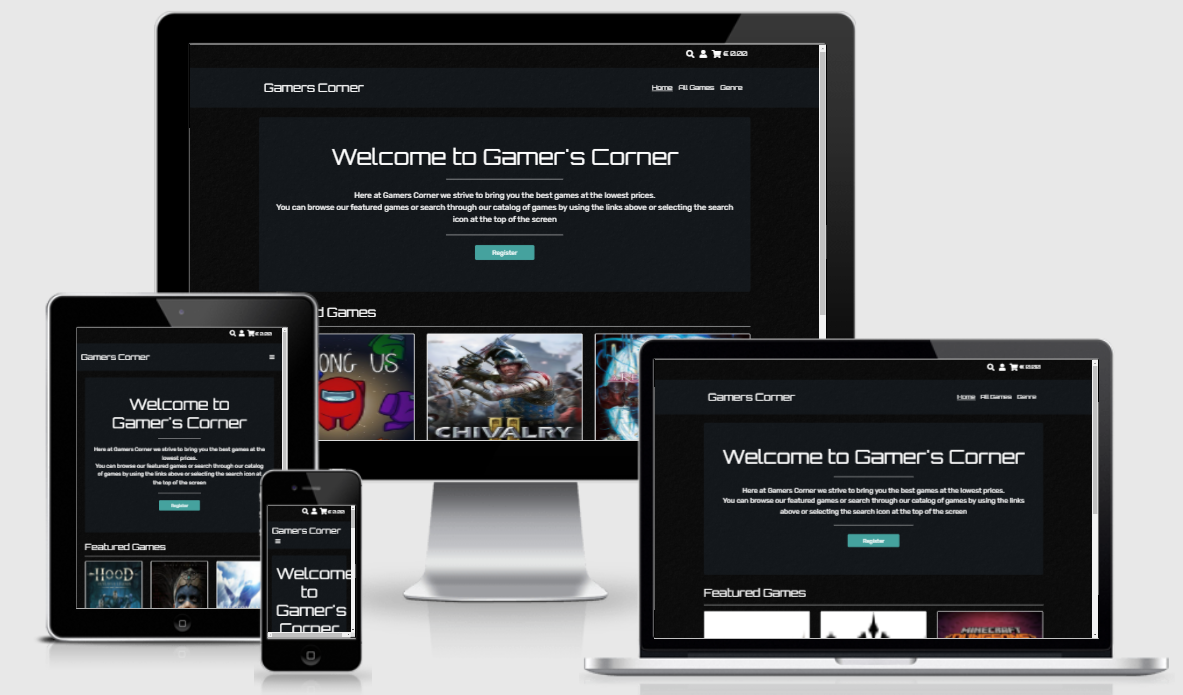 € 0.00
Gamers Corner
Home All Games Genre
Welcome to Gamer's Corner
Here at Gamers Corner we strive to bring you the best games at the lowest prices.
You can browse our featured games or search through our catalog of games by using the links above or selecting the search
icon at the top of the screen
Register
d Games
ONG US
CHIVALRY
II
€ 0.00
Gamers Corner
Welcome to
Gamer's Corner
Here at Gamers Corner we strive to bring you the best games at the
lowest prices.
You can browse our featured games or search through our catalog
of games by using the links above or selecting the search icon at
the top of the screen
Register
Featured Games
HOOD
€ 0.00
Gamers Corner
Welcome
to
Gamer's
Corner
€ 0.00
Gamers Corner
Home All Games Genre
Welcome to Gamer's Corner
Here at Gamers Corner we strive to bring you the best games at the lowest prices.
You can browse our featured games or search through our catalog of games by using the links
above or selecting the search icon at the top of the screen
Register
Featured Games
MINECRAFT
DUNGEONS